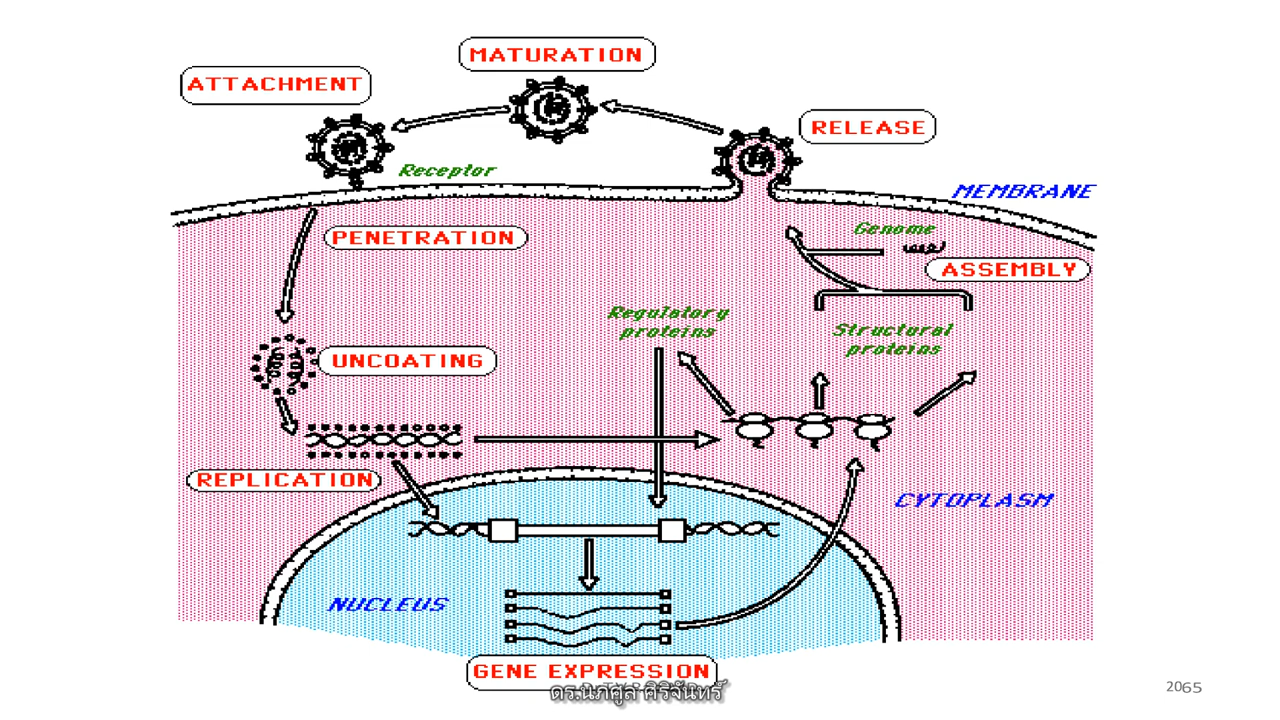 MATURATION
ATTACHMENT
RELEASE
Receptor
MEMBRANE
Genome
PENETRATION
ASSEMBLY
Regulatory
proteins
Structural
proteins
UNCOATING
REPLICATION
CYTOPLASM
NUCLEUS
GENE EXPRESSION
ดร.นภศูล ศิริจันทร์
2065